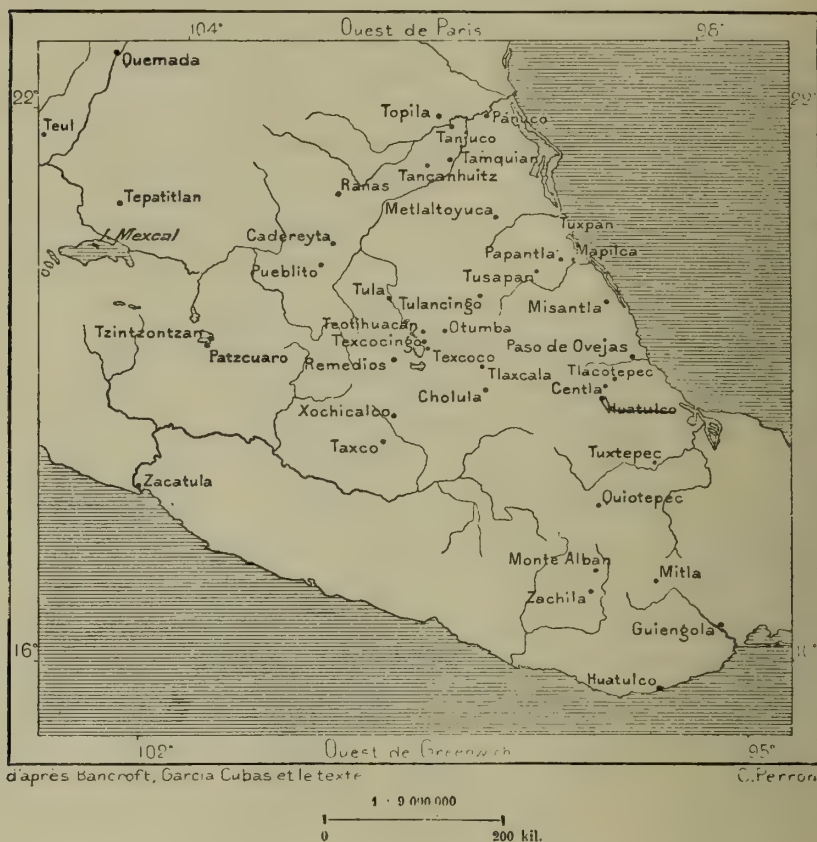 104° Ouest de Paris 98°
Quemada
22° 22°
Topila
Pánuco
Teul
Tanjuco
Tamquian
Tancanhuitz
Ranas
Tepatitlan
Metlaltoyuca
Tuxpan
L. Mexcal
Cadereyta
Papantla
Mapilca
Pueblito
Tusapan
Tula
Tulancingo
Misantla
Teotihuacan
Otumba
Tzintzontzan
Texcocingo
Paso de Ovejas
Patzcuaro
Remedios
Texcoco
Tlaxcala
Tlacotepec
Cholula
Centla
Huatulco
Xochicalco
Taxco
Tuxtepec
Zacatula
Quiotepec
Monte Alban
Mitla
Zachila
Guiengola
16°
Huatulco
102° Ouest de Greenwich 95°
d'après Bancroft, Garcia Cubas et le texte
C. Perron
1 : 9 000 000
0 200 kil.